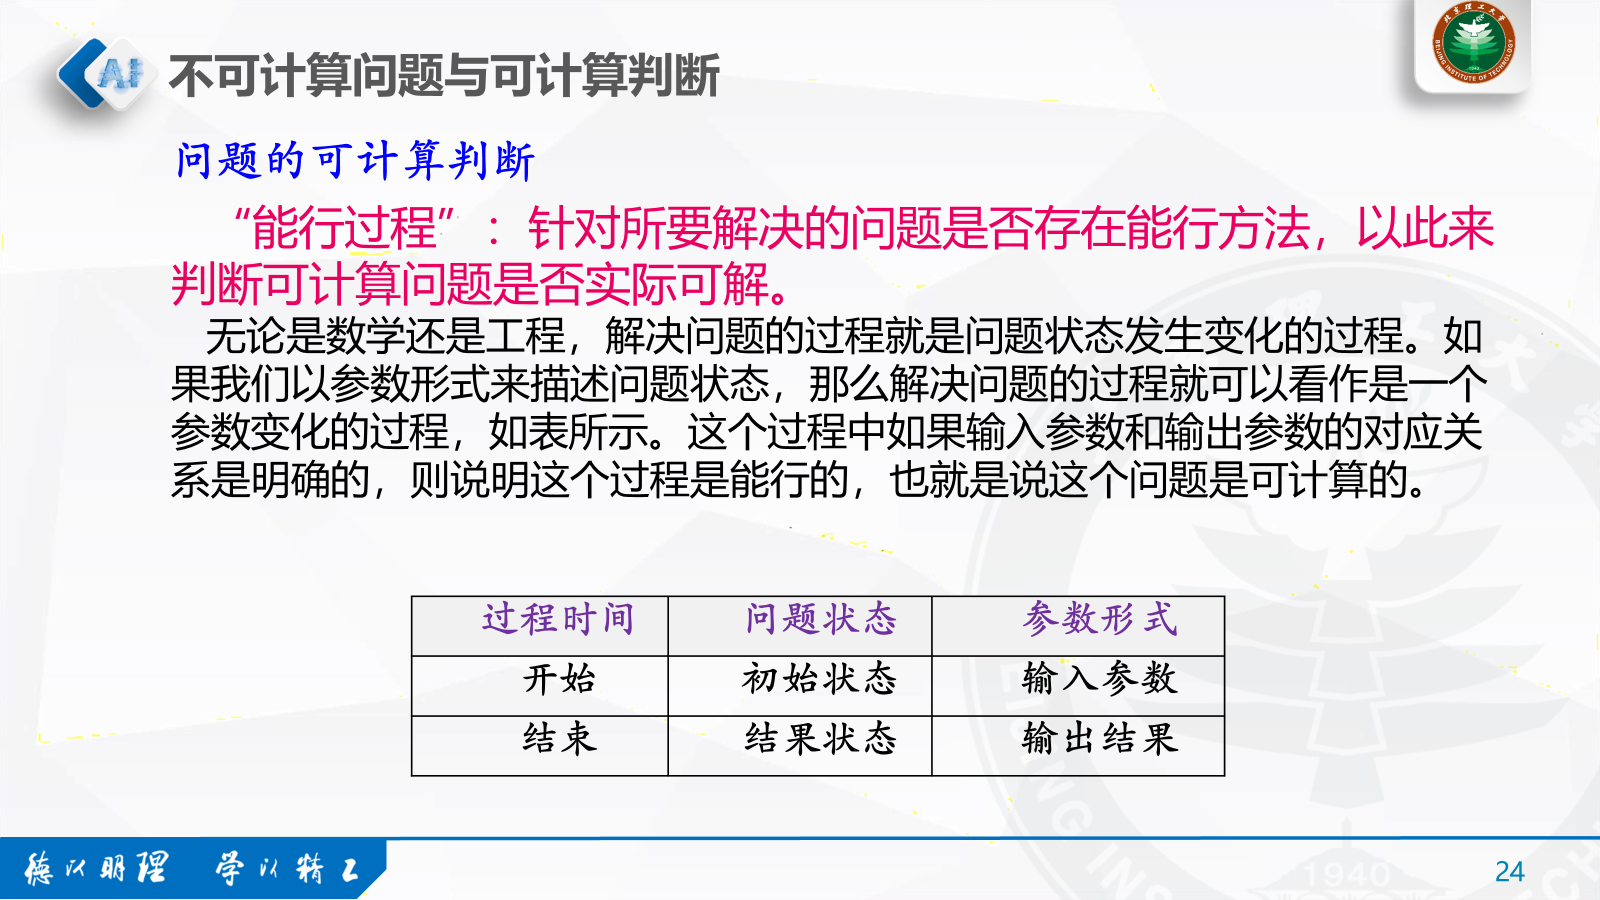 不可计算问题与可计算判断
问题的可计算判断
“能行过程”：针对所要解决的问题是否存在能行方法，以此来
判断可计算问题是否实际可解。
无论是数学还是工程，解决问题的过程就是问题状态发生变化的过程。如
果我们以参数形式来描述问题状态，那么解决问题的过程就可以看作是一个
参数变化的过程，如表所示。这个过程中如果输入参数和输出参数的对应关
系是明确的，则说明这个过程是能行的，也就是说这个问题是可计算的。
过程时间 问题状态 参数形式
开始 初始状态 输入参数
结束 结果状态 输出结果
德以明理 学以精工
24
AI
北京理工大学
BEIJING INSTITUTE OF TECHNOLOGY
1940